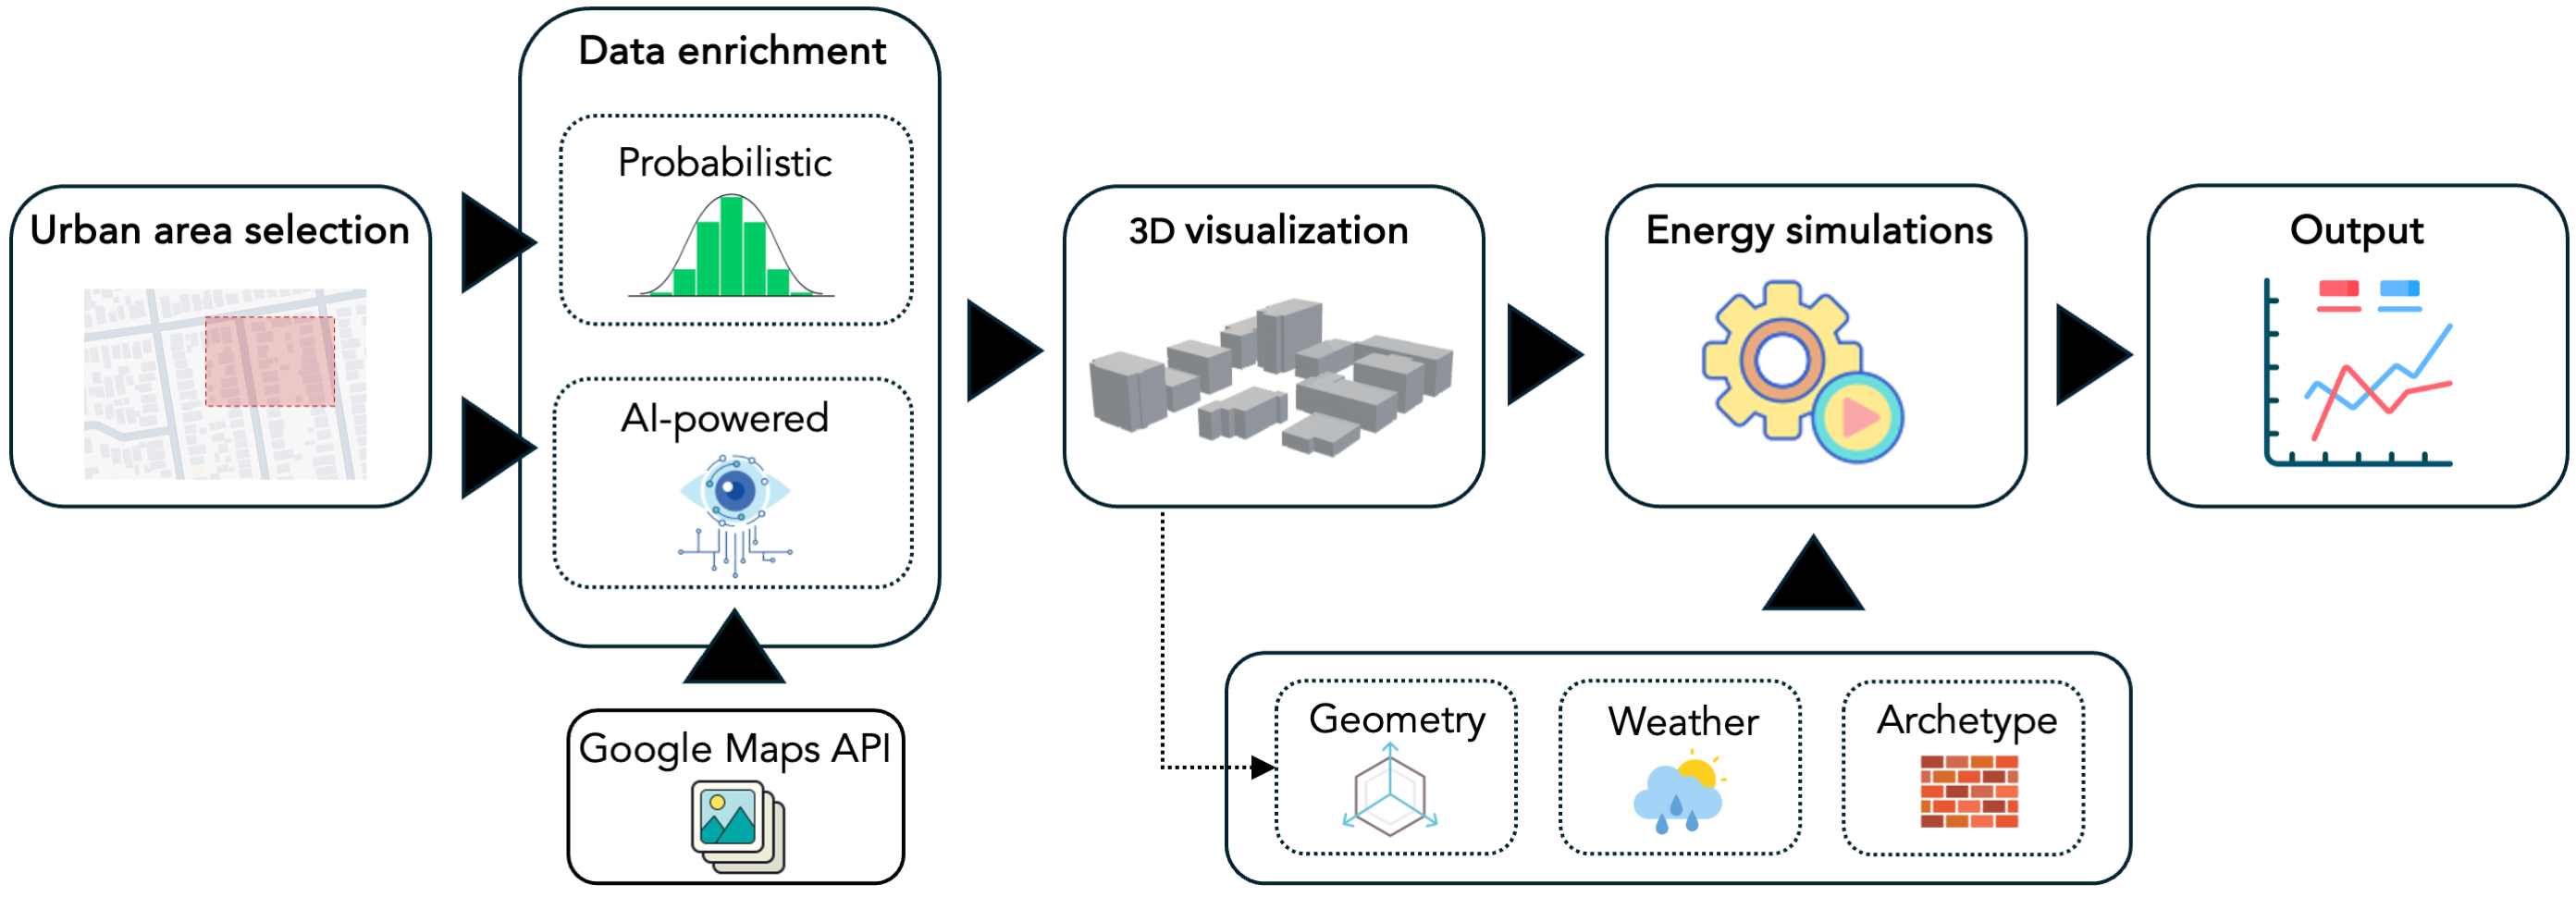 Urban area selection
Data enrichment
Probabilistic
AI-powered
Google Maps API
3D visualization
Energy simulations
Geometry
Weather
Archetype
Output